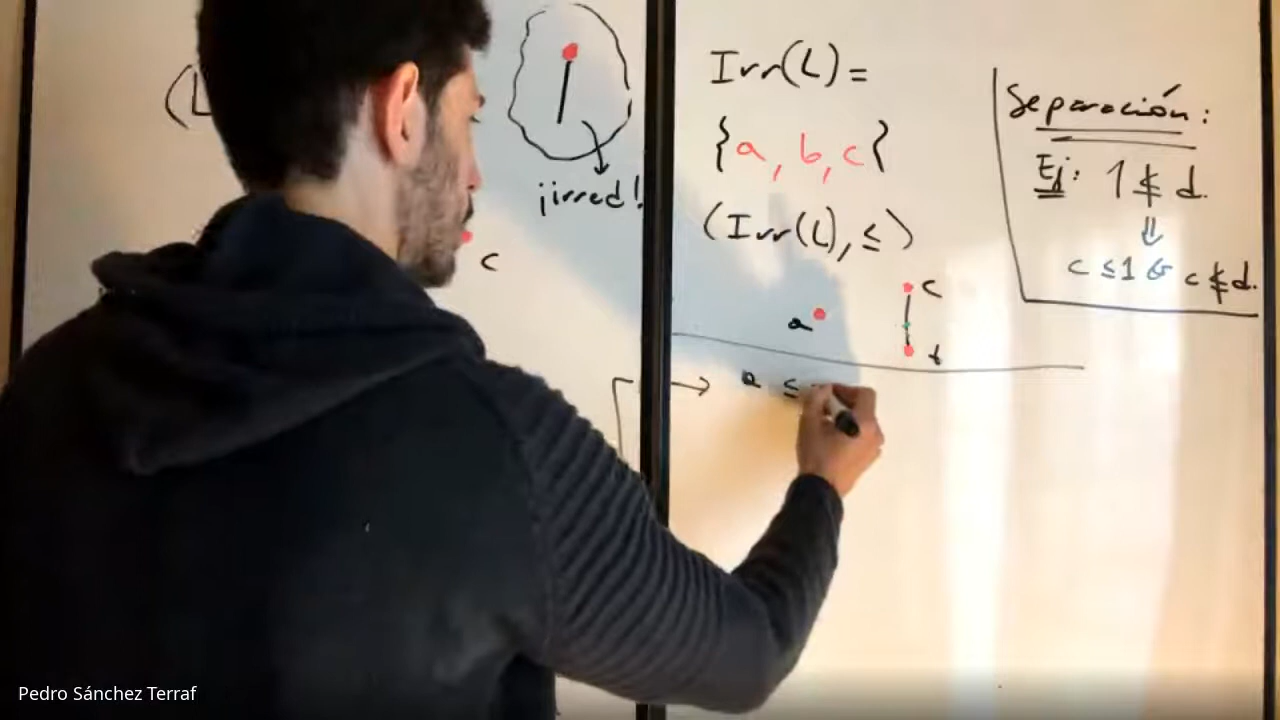 (L
¡irred!
c
Irr(L) =
{a, b, c}
(Irr(L), ≤)
a
c
b
Separación:
Ej: 1 ≰ d.
⇓
c ≤ 1 & c ≰ d.
→ a ≤
Pedro Sánchez Terraf